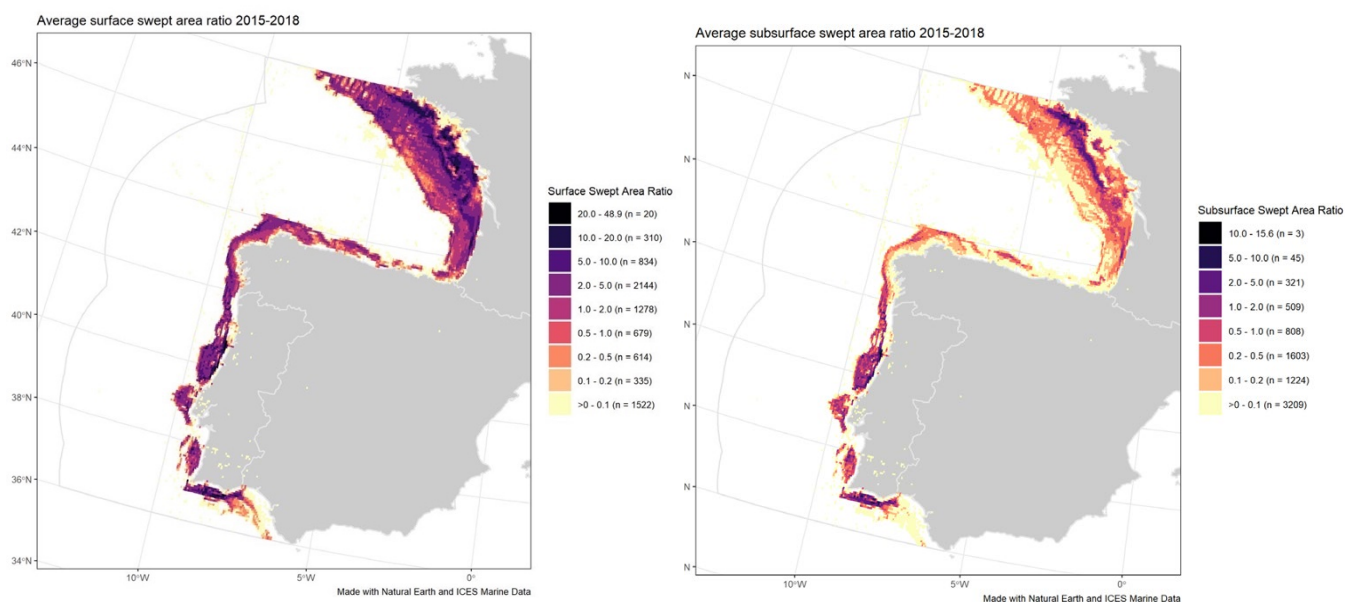 Average surface swept area ratio 2015-2018
46°N
44°N
42°N
40°N
38°N
36°N
34°N
10°W
5°W
0°
Surface Swept Area Ratio
20.0 - 48.9 (n = 20)
10.0 - 20.0 (n = 310)
5.0 - 10.0 (n = 834)
2.0 - 5.0 (n = 2144)
1.0 - 2.0 (n = 1278)
0.5 - 1.0 (n = 679)
0.2 - 0.5 (n = 614)
0.1 - 0.2 (n = 335)
>0 - 0.1 (n = 1522)
Made with Natural Earth and ICES Marine Data
Average subsurface swept area ratio 2015-2018
N
N
N
N
N
N
N
10°W
5°W
0°
Subsurface Swept Area Ratio
10.0 - 15.6 (n = 3)
5.0 - 10.0 (n = 45)
2.0 - 5.0 (n = 321)
1.0 - 2.0 (n = 509)
0.5 - 1.0 (n = 808)
0.2 - 0.5 (n = 1603)
0.1 - 0.2 (n = 1224)
>0 - 0.1 (n = 3209)
Made with Natural Earth and ICES Marine Data